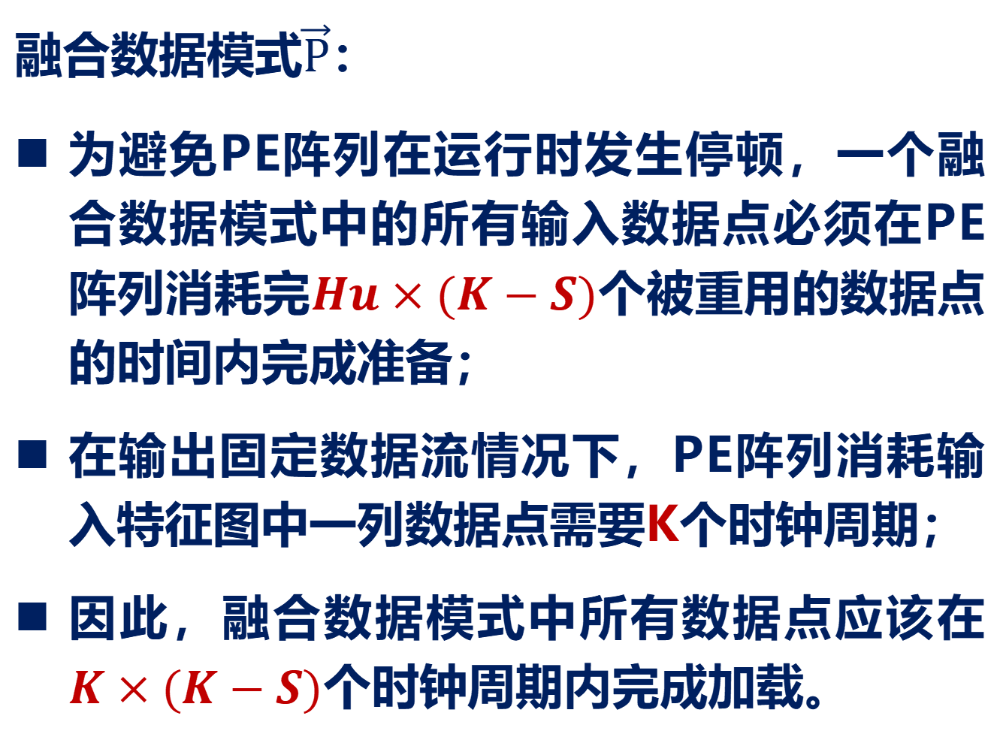 融合数据模式$\overrightarrow{P}$：
■ 为避免PE阵列在运行时发生停顿，一个融
合数据模式中的所有输入数据点必须在PE
阵列消耗完Hu × (K − S)个被重用的数据点
的时间内完成准备；
■ 在输出固定数据流情况下，PE阵列消耗输
入特征图中一列数据点需要K个时钟周期；
■ 因此，融合数据模式中所有数据点应该在
K × (K − S)个时钟周期内完成加载。